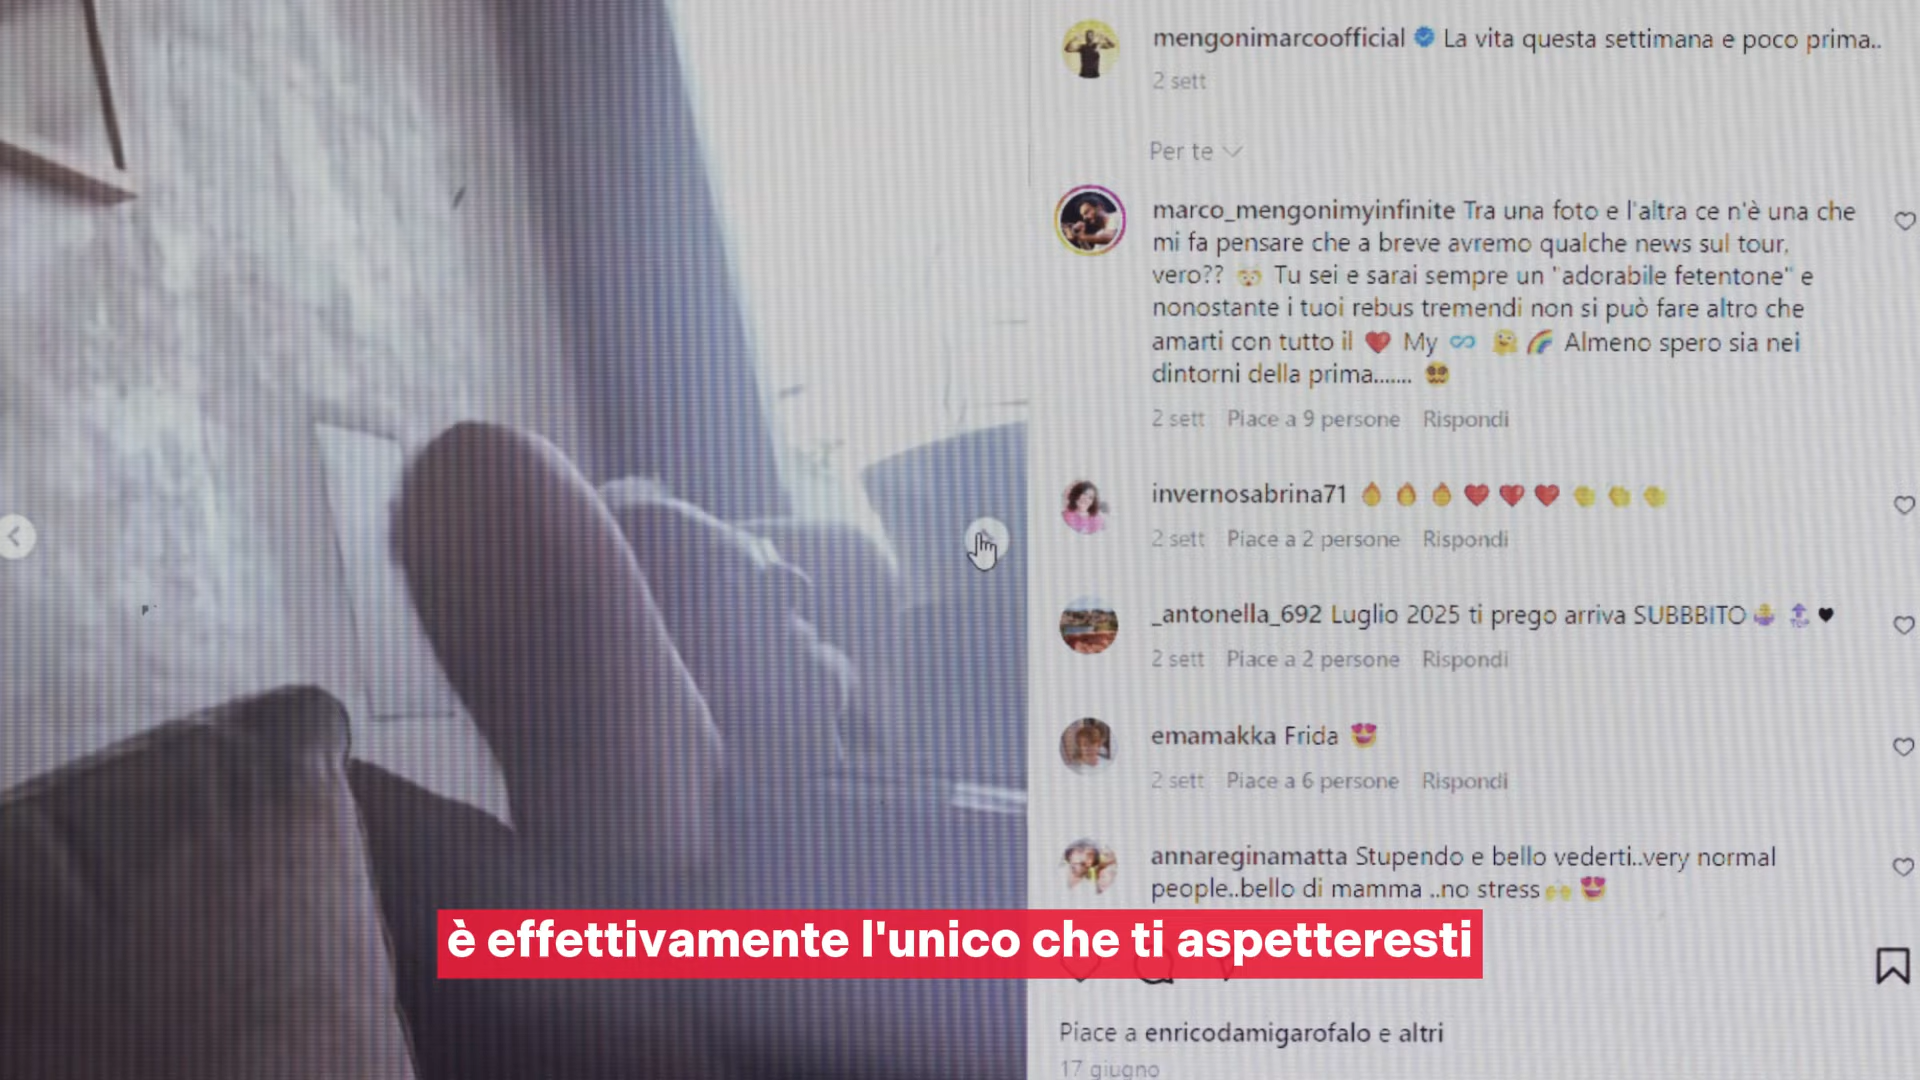 mengonimarcoofficial La vita questa settimana e poco prima..
2 sett
Per te
marco_mengonimyinfinite Tra una foto e l'altra ce n'è una che
mi fa pensare che a breve avremo qualche news sul tour,
vero?? 🤯 Tu sei e sarai sempre un "adorabile fetentone" e
nonostante i tuoi rebus tremendi non si può fare altro che
amarti con tutto il ❤️ My ♾️ 🤗 🌈 Almeno spero sia nei
dintorni della prima.......
2 sett Piace a 9 persone Rispondi
invernosabrina71 🔥 🔥 🔥 ❤️ ❤️ ❤️ 👏 👏 👏
2 sett Piace a 2 persone Rispondi
_antonella_692 Luglio 2025 ti prego arriva SUBBBITO 🤷‍♀️ 🔝 🖤
2 sett Piace a 2 persone Rispondi
emamakka Frida 😍
2 sett Piace a 6 persone Rispondi
annareginamatta Stupendo e bello vederti..very normal
people..bello di mamma ..no stress 🙌 😍
è effettivamente l'unico che ti aspetteresti
Piace a enricodamigarofalo e altri
17 giugno